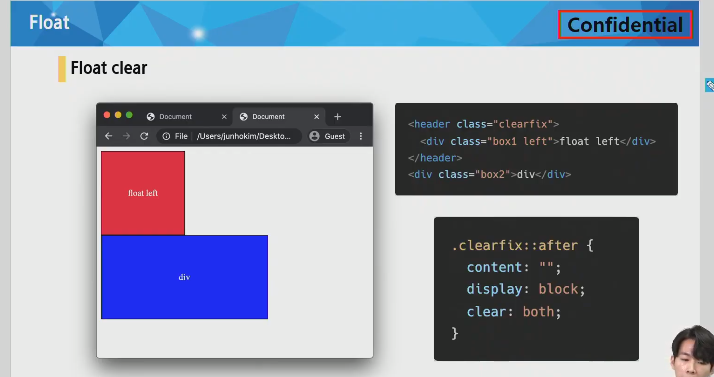 Float
Confidential
Float clear
Document
Document
File
/Users/junhokim/Deskto...
Guest
float left
div
<header class="clearfix">
<div class="box1 left">float left</div>
</header>
<div class="box2">div</div>
.clearfix::after {
content: "";
display: block;
clear: both;
}